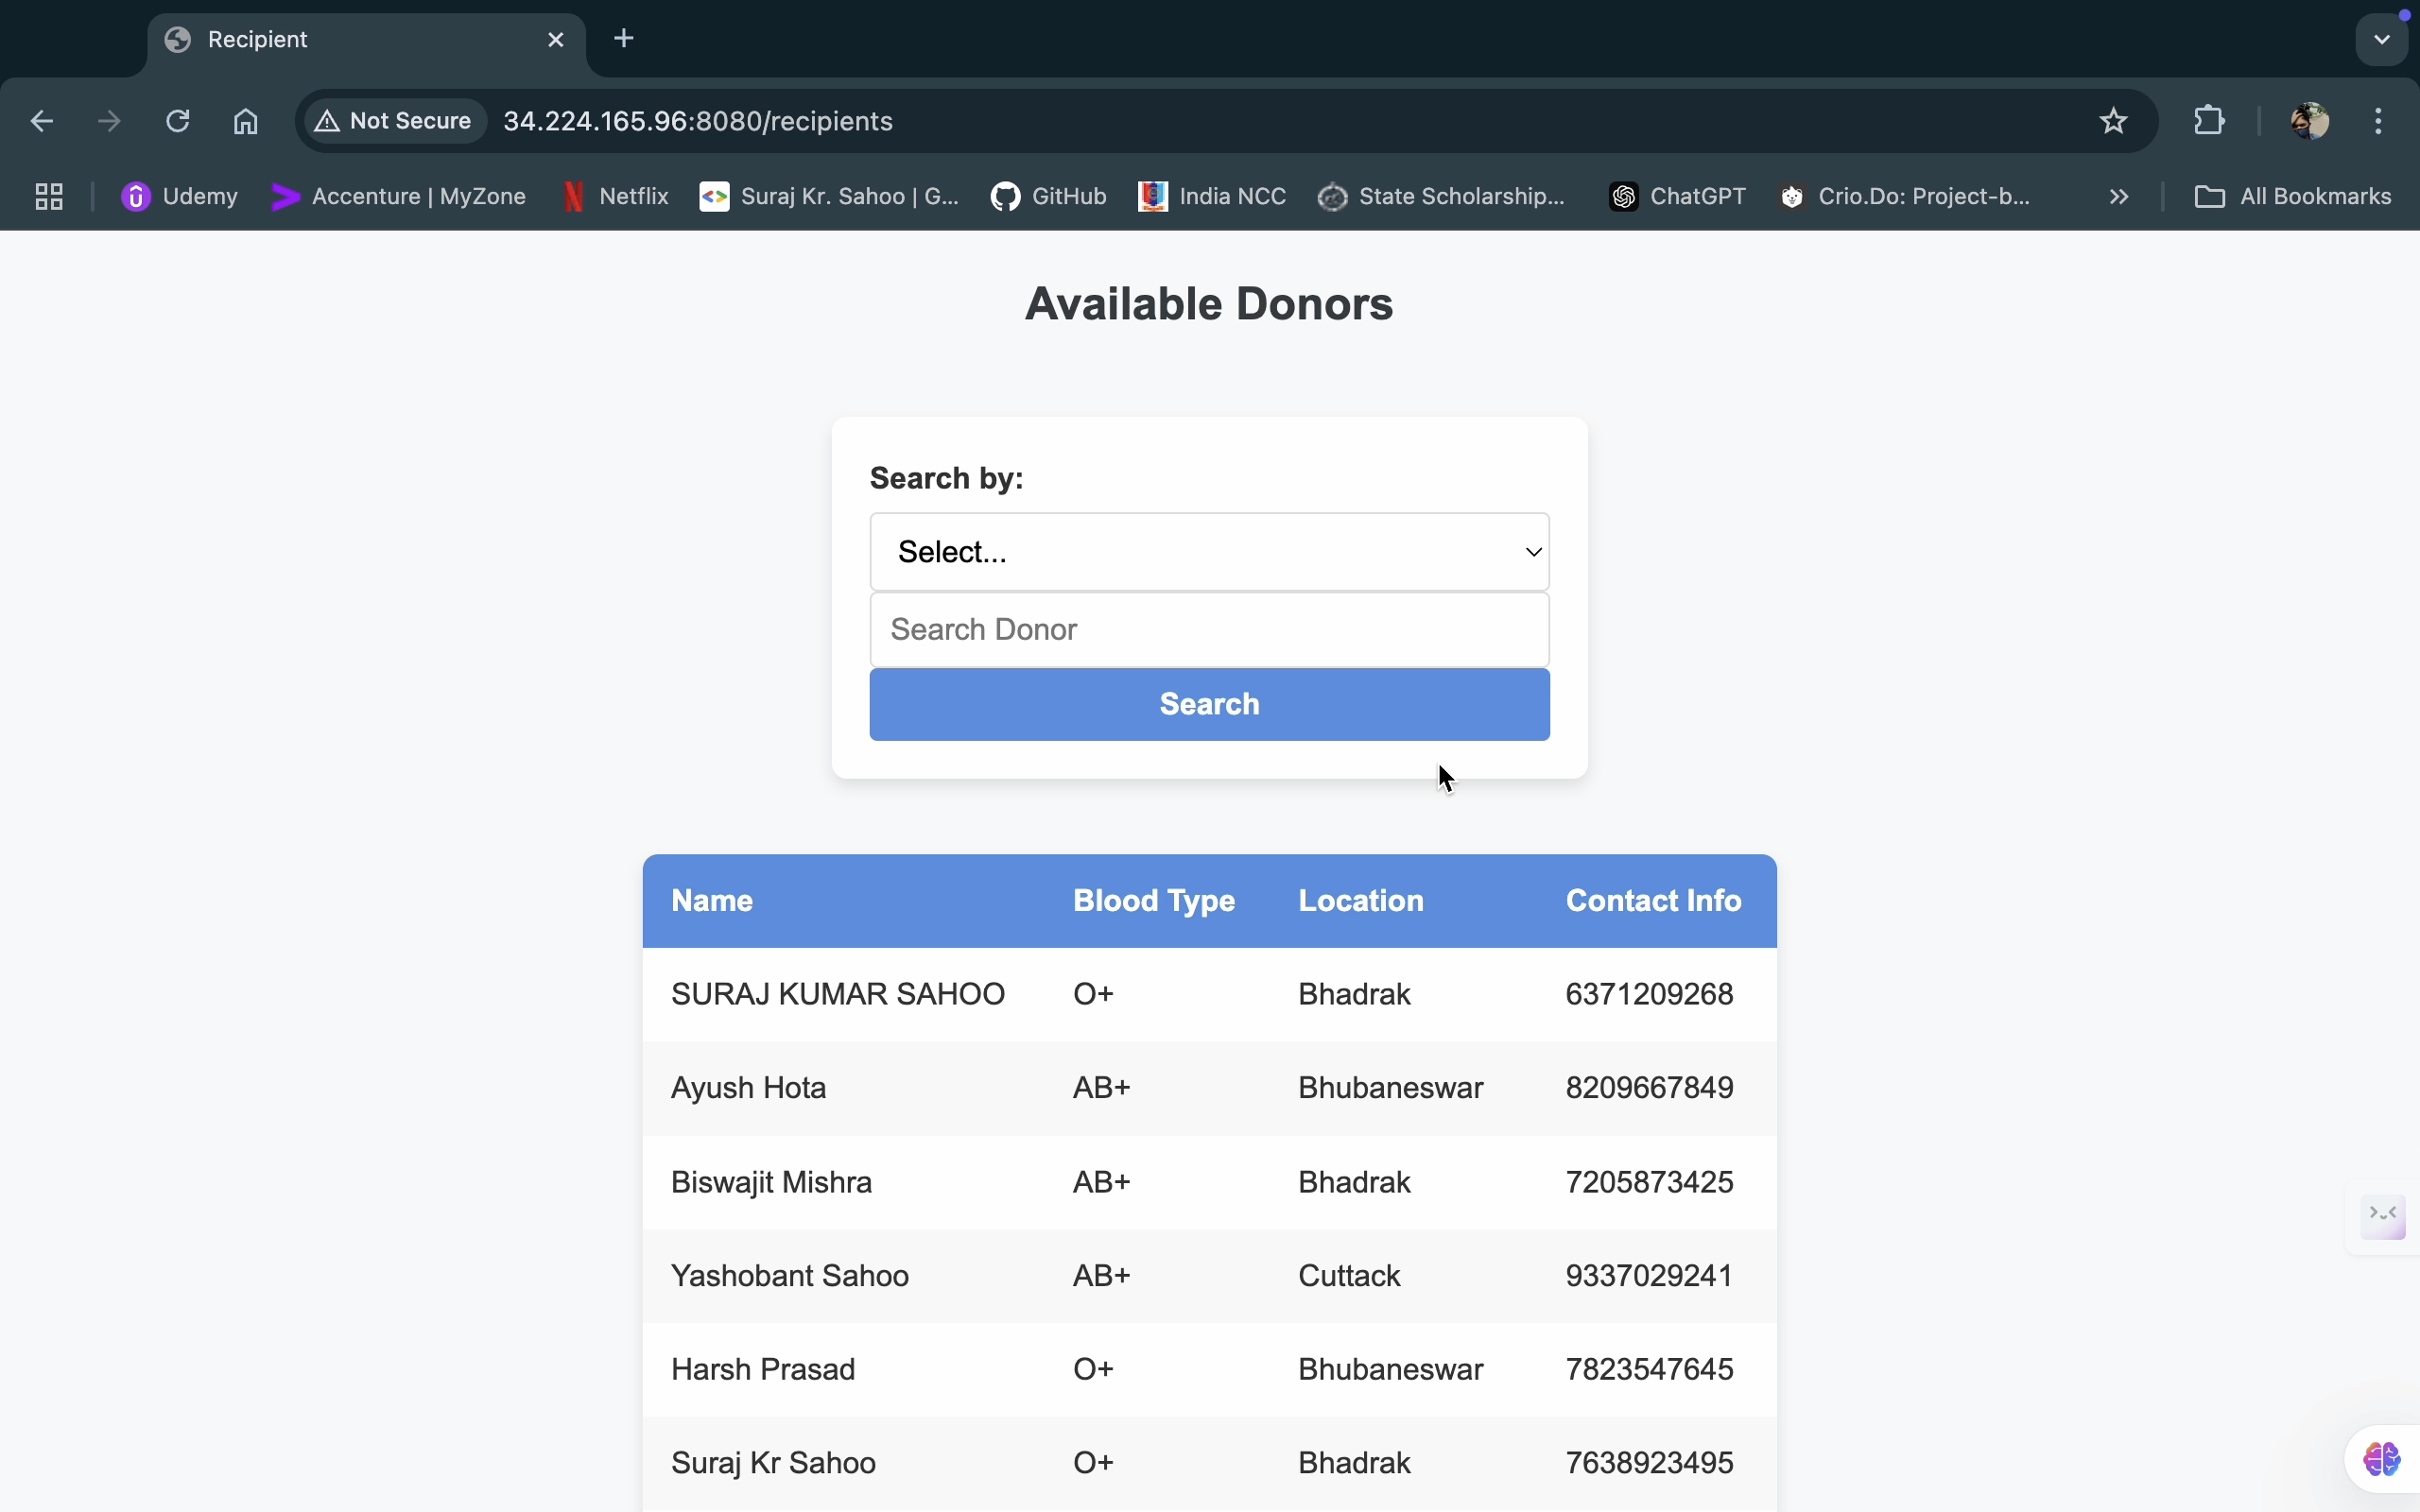 Recipient
Not Secure 34.224.165.96:8080/recipients
Udemy Accenture | MyZone Netflix Suraj Kr. Sahoo | G... GitHub India NCC State Scholarship... ChatGPT Crio.Do: Project-b... All Bookmarks
Available Donors
Search by:
Select...
Search Donor
Search
Name Blood Type Location Contact Info
SURAJ KUMAR SAHOO O+ Bhadrak 6371209268
Ayush Hota AB+ Bhubaneswar 8209667849
Biswajit Mishra AB+ Bhadrak 7205873425
Yashobant Sahoo AB+ Cuttack 9337029241
Harsh Prasad O+ Bhubaneswar 7823547645
Suraj Kr Sahoo O+ Bhadrak 7638923495